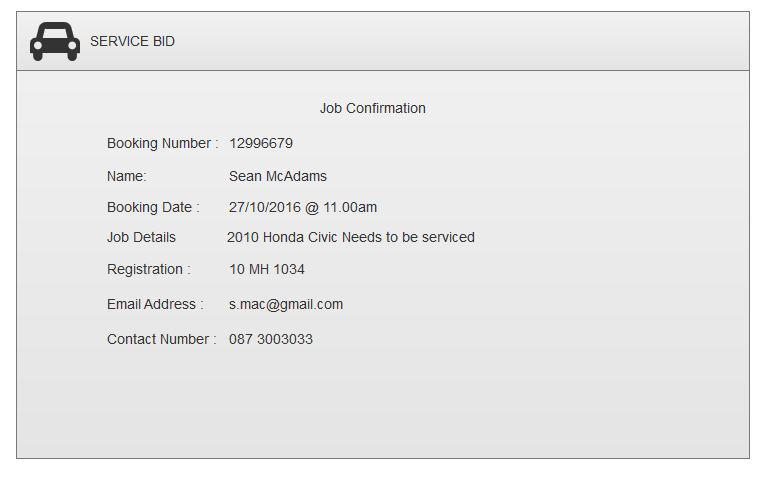 SERVICE BID
Job Confirmation
Booking Number : 12996679
Name: Sean McAdams
Booking Date : 27/10/2016 @ 11.00am
Job Details 2010 Honda Civic Needs to be serviced
Registration : 10 MH 1034
Email Address : s.mac@gmail.com
Contact Number : 087 3003033